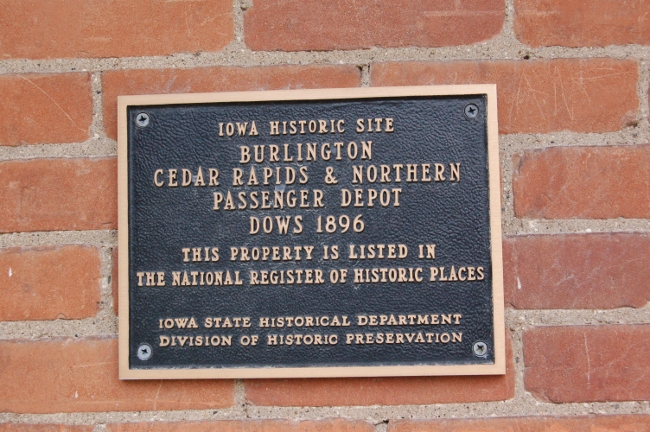 IOWA HISTORIC SITE
BURLINGTON
CEDAR RAPIDS & NORTHERN
PASSENGER DEPOT
DOWS 1896
THIS PROPERTY IS LISTED IN
THE NATIONAL REGISTER OF HISTORIC PLACES
IOWA STATE HISTORICAL DEPARTMENT
DIVISION OF HISTORIC PRESERVATION